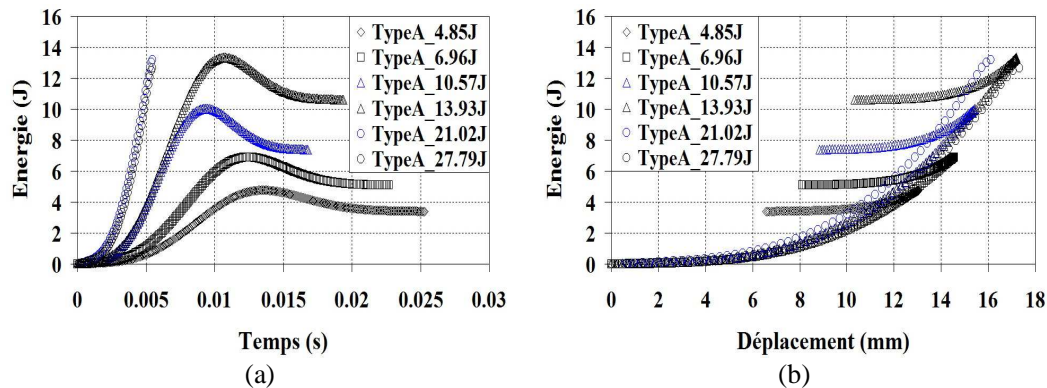 16
14
12
10
8
6
4
2
0
Energie (J)
0 0.005 0.01 0.015 0.02 0.025 0.03
Temps (s)
TypeA_4.85J
TypeA_6.96J
TypeA_10.57J
TypeA_13.93J
TypeA_21.02J
TypeA_27.79J
(a)
16
14
12
10
8
6
4
2
0
Energie (J)
0 2 4 6 8 10 12 14 16 18
Déplacement (mm)
TypeA_4.85J
TypeA_6.96J
TypeA_10.57J
TypeA_13.93J
TypeA_21.02J
TypeA_27.79J
(b)